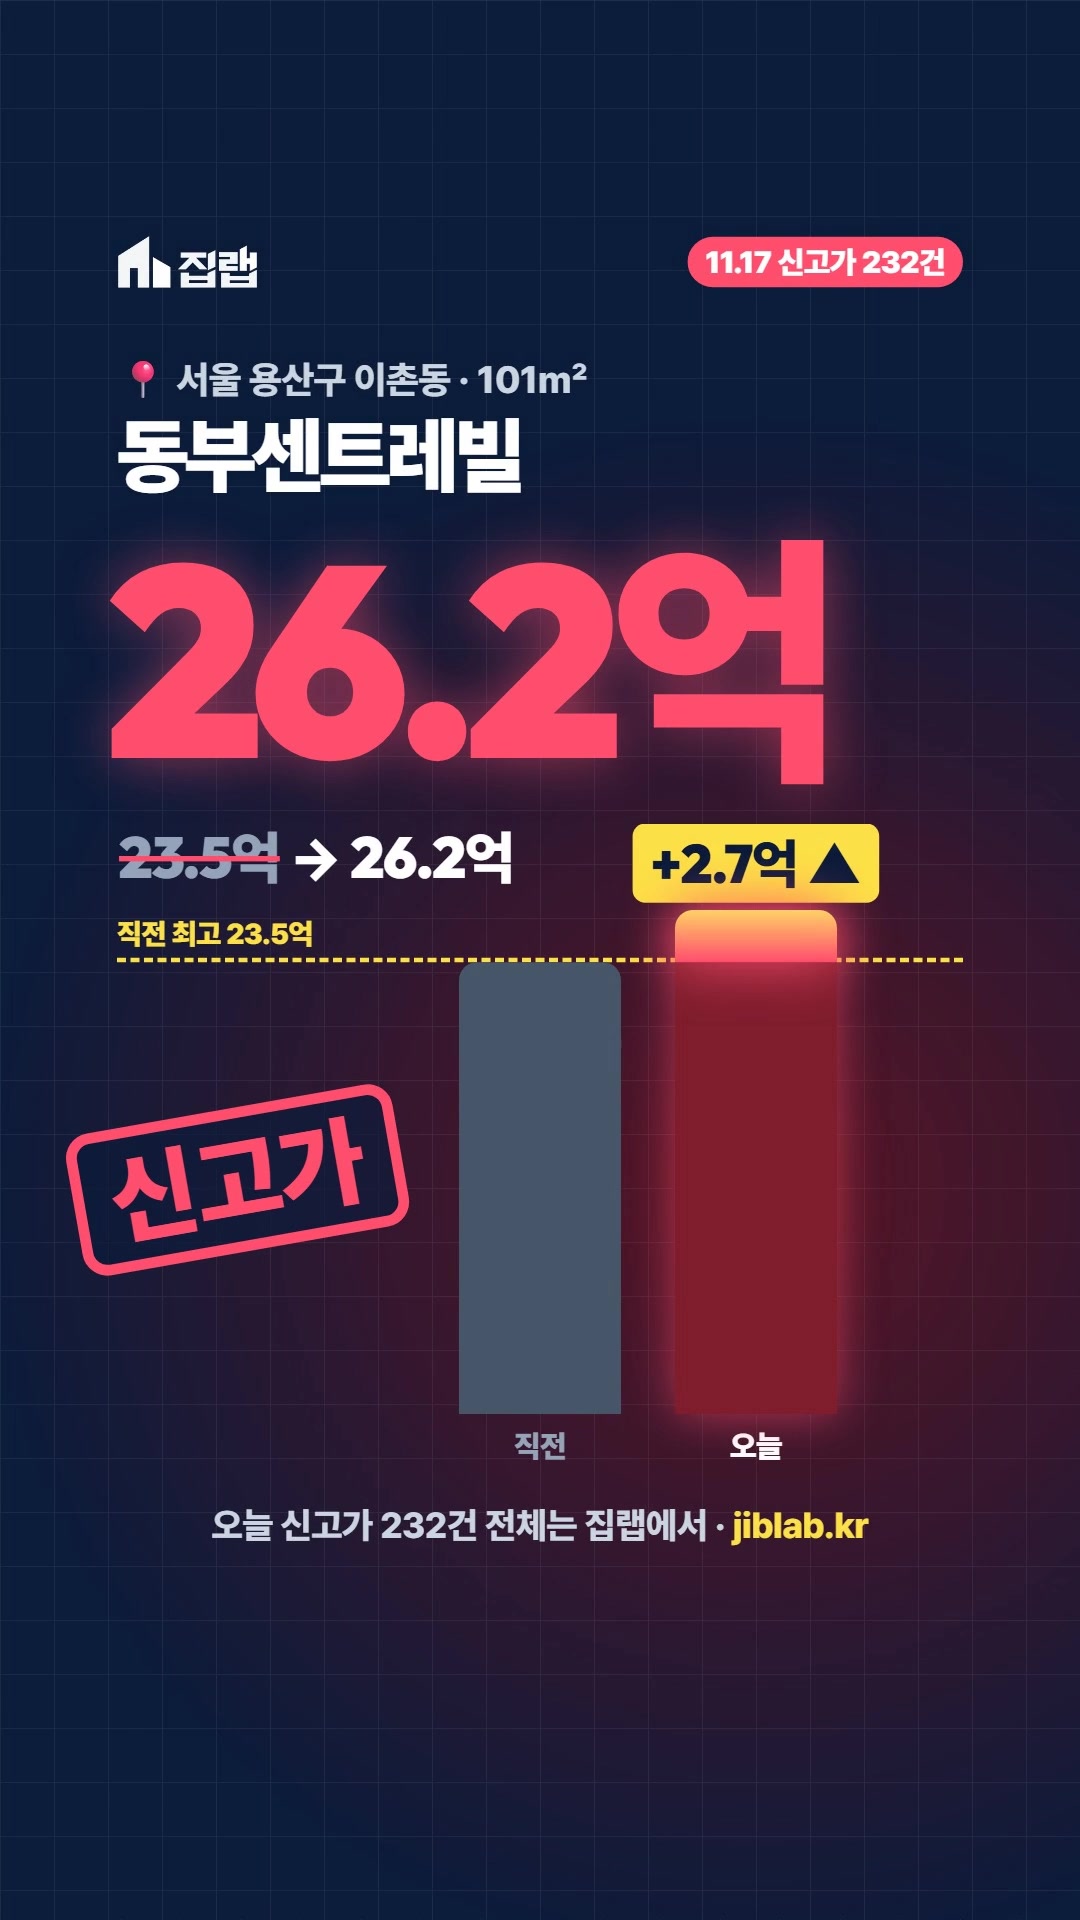 집랩
11.17 신고가 232건
서울 용산구 이촌동 · 101m²
동부센트레빌
26.2억
23.5억 → 26.2억
+2.7억 ▲
직전 최고 23.5억
신고가
직전
오늘
오늘 신고가 232건 전체는 집랩에서 · jiblab.kr